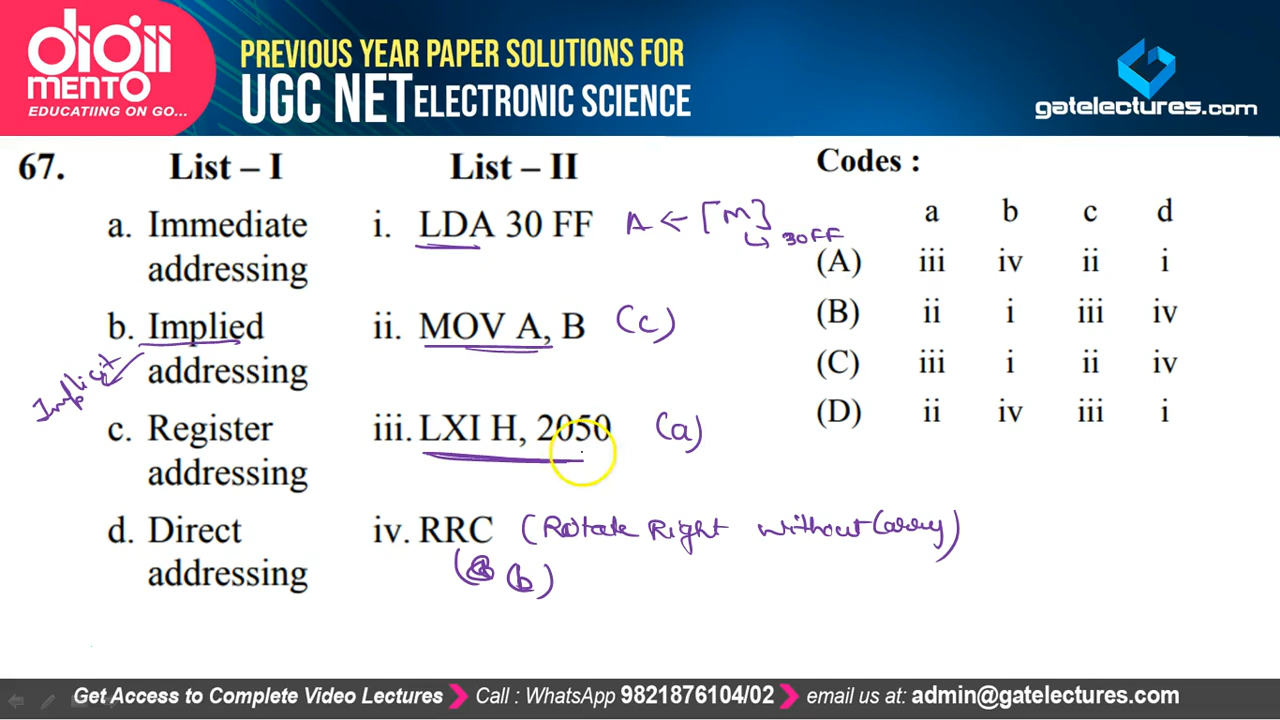 digii
MENTO
EDUCATIING ON GO...
PREVIOUS YEAR PAPER SOLUTIONS FOR
UGC NET ELECTRONIC SCIENCE
gatelectures.com
67. List – I List – II
a. Immediate addressing
i. LDA 30 FF A ← [M] ↳ 30FF
b. Implied addressing
Implicit
ii. MOV A, B (c)
c. Register addressing
iii. LXI H, 2050 (a)
d. Direct addressing
iv. RRC (Rotate Right without Carry)
(b)
Codes :
a b c d
(A) iii iv ii i
(B) ii i iii iv
(C) iii i ii iv
(D) ii iv iii i
Get Access to Complete Video Lectures Call : WhatsApp 9821876104/02 email us at: admin@gatelectures.com